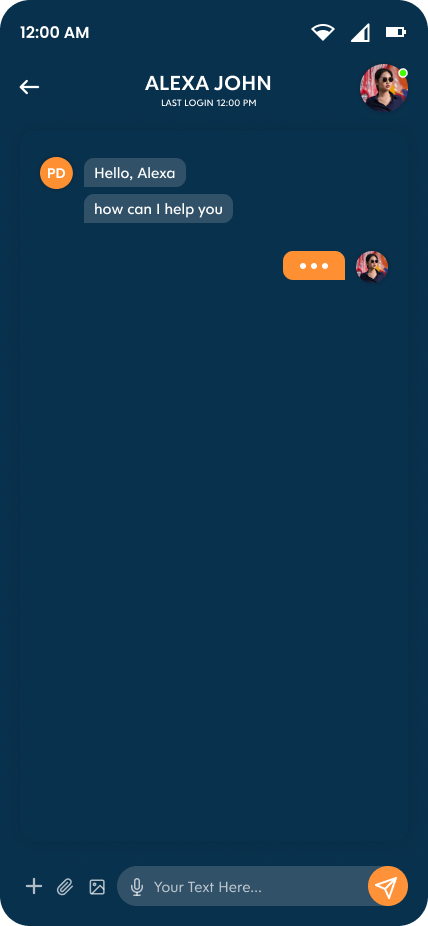 12:00 AM
ALEXA JOHN
LAST LOGIN 12:00 PM
PD
Hello, Alexa
how can I help you
Your Text Here...